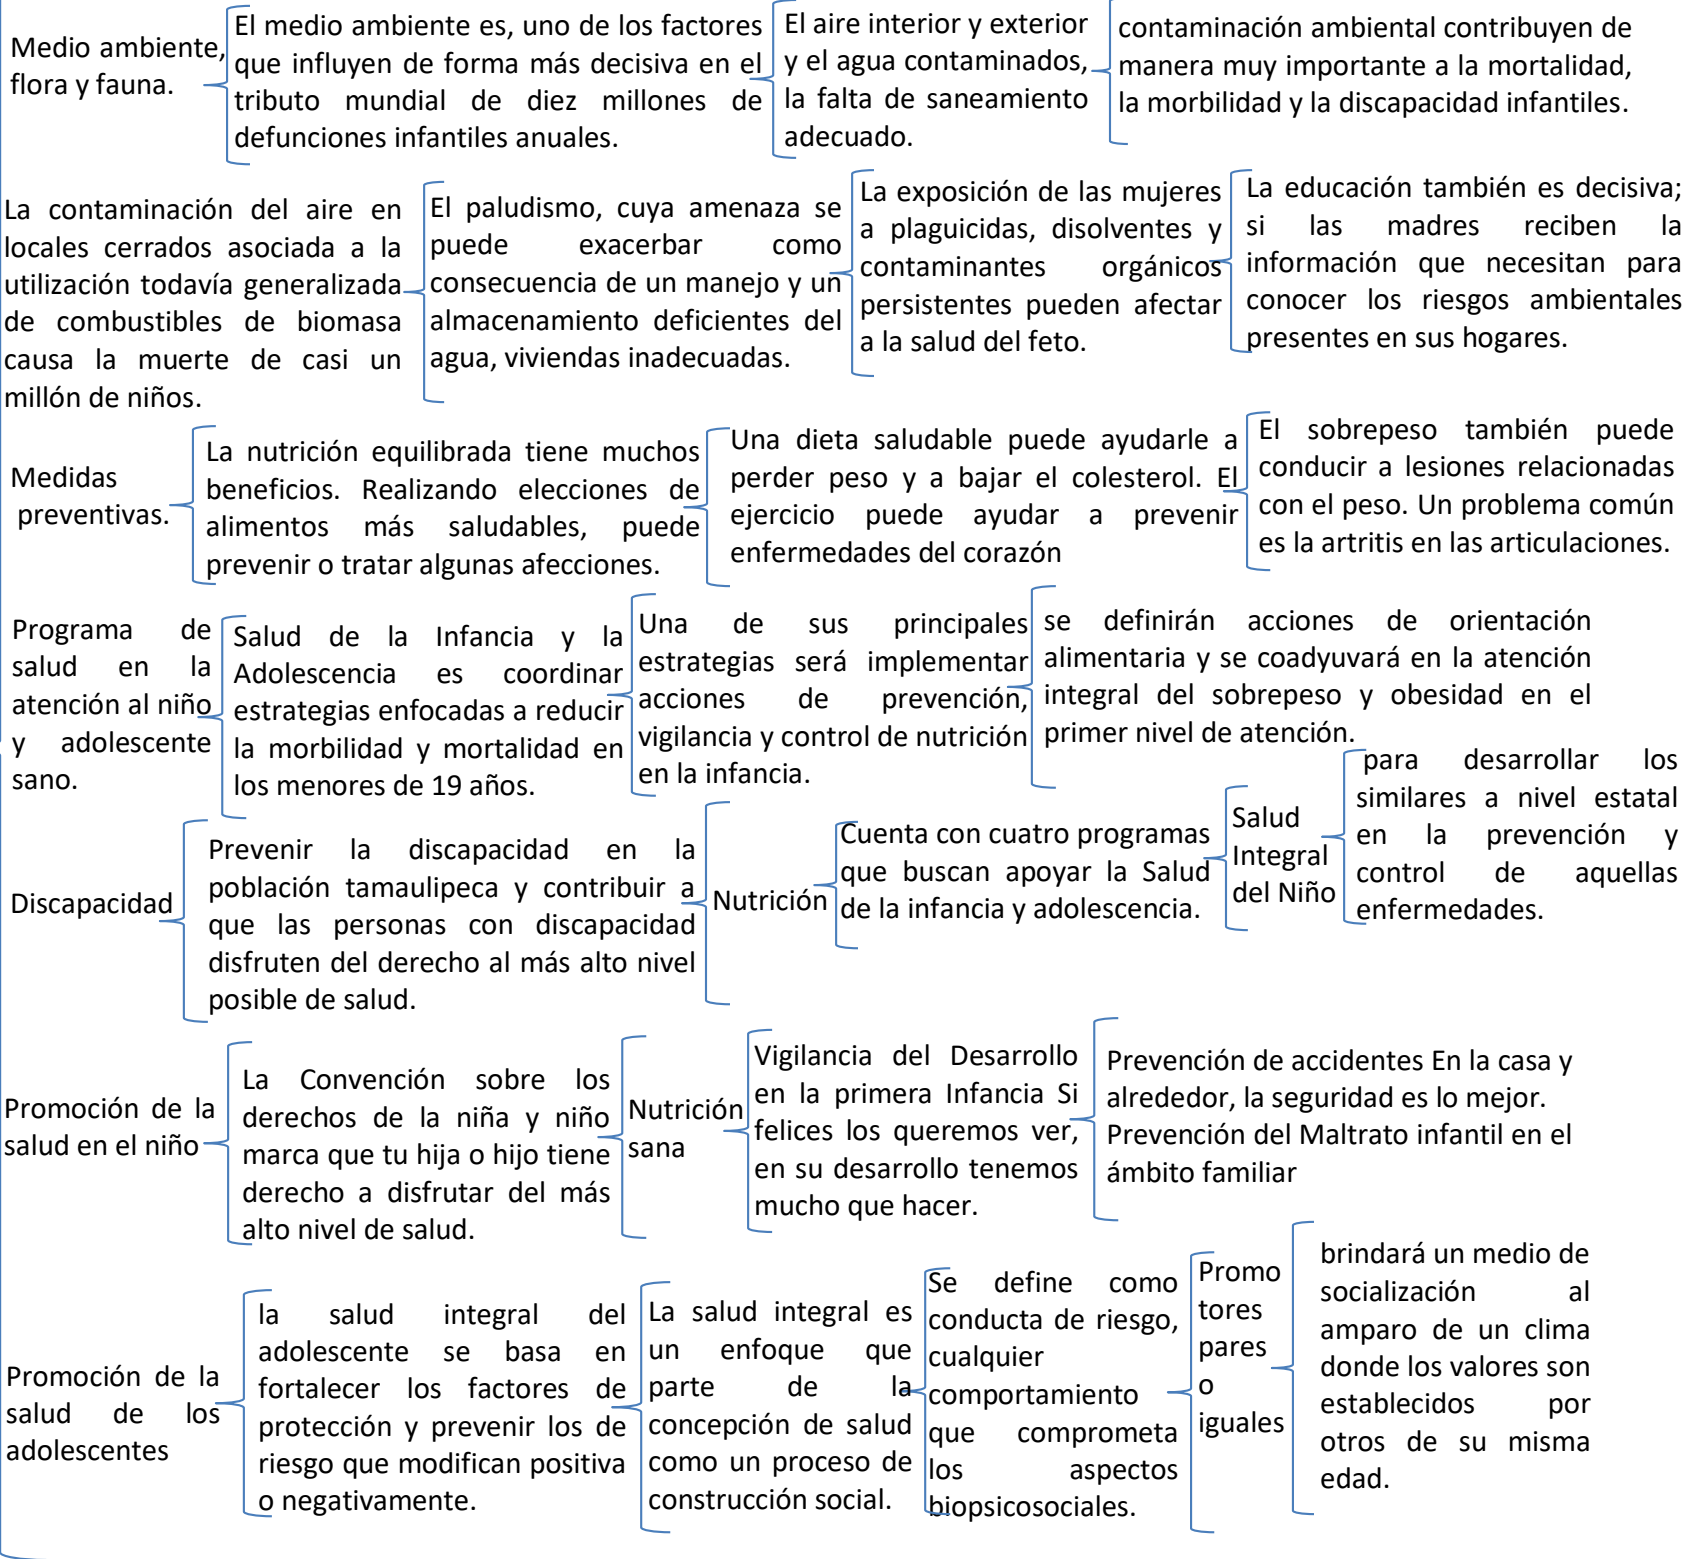 Medio ambiente,
flora y fauna.
El medio ambiente es, uno de los factores
que influyen de forma más decisiva en el
tributo mundial de diez millones de
defunciones infantiles anuales.
El aire interior y exterior
y el agua contaminados,
la falta de saneamiento
adecuado.
contaminación ambiental contribuyen de
manera muy importante a la mortalidad,
la morbilidad y la discapacidad infantiles.
La contaminación del aire en
locales cerrados asociada a la
utilización todavía generalizada
de combustibles de biomasa
causa la muerte de casi un
millón de niños.
El paludismo, cuya amenaza se
puede exacerbar como
consecuencia de un manejo y un
almacenamiento deficientes del
agua, viviendas inadecuadas.
La exposición de las mujeres
a plaguicidas, disolventes y
contaminantes orgánicos
persistentes pueden afectar
a la salud del feto.
La educación también es decisiva;
si las madres reciben la
información que necesitan para
conocer los riesgos ambientales
presentes en sus hogares.
Medidas
preventivas.
La nutrición equilibrada tiene muchos
beneficios. Realizando elecciones de
alimentos más saludables, puede
prevenir o tratar algunas afecciones.
Una dieta saludable puede ayudarle a
perder peso y a bajar el colesterol. El
ejercicio puede ayudar a prevenir
enfermedades del corazón
El sobrepeso también puede
conducir a lesiones relacionadas
con el peso. Un problema común
es la artritis en las articulaciones.
Programa de
salud en la
atención al niño
y adolescente
sano.
Salud de la Infancia y la
Adolescencia es coordinar
estrategias enfocadas a reducir
la morbilidad y mortalidad en
los menores de 19 años.
Una de sus principales
estrategias será implementar
acciones de prevención,
vigilancia y control de nutrición
en la infancia.
se definirán acciones de orientación
alimentaria y se coadyuvará en la atención
integral del sobrepeso y obesidad en el
primer nivel de atención.
Discapacidad
Prevenir la discapacidad en la
población tamaulipeca y contribuir a
que las personas con discapacidad
disfruten del derecho al más alto nivel
posible de salud.
Nutrición
Cuenta con cuatro programas
que buscan apoyar la Salud
de la infancia y adolescencia.
Salud
Integral
del Niño
para desarrollar los
similares a nivel estatal
en la prevención y
control de aquellas
enfermedades.
Promoción de la
salud en el niño
La Convención sobre los
derechos de la niña y niño
marca que tu hija o hijo tiene
derecho a disfrutar del más
alto nivel de salud.
Nutrición
sana
Vigilancia del Desarrollo
en la primera Infancia Si
felices los queremos ver,
en su desarrollo tenemos
mucho que hacer.
Prevención de accidentes En la casa y
alrededor, la seguridad es lo mejor.
Prevención del Maltrato infantil en el
ámbito familiar
Promoción de la
salud de los
adolescentes
la salud integral del
adolescente se basa en
fortalecer los factores de
protección y prevenir los de
riesgo que modifican positiva
o negativamente.
La salud integral es
un enfoque que
parte de la
concepción de salud
como un proceso de
construcción social.
Se define como
conducta de riesgo,
cualquier
comportamiento
que comprometa
los aspectos
biopsicosociales.
Promo
tores
pares
o
iguales
brindará un medio de
socialización al
amparo de un clima
donde los valores son
establecidos por
otros de su misma
edad.